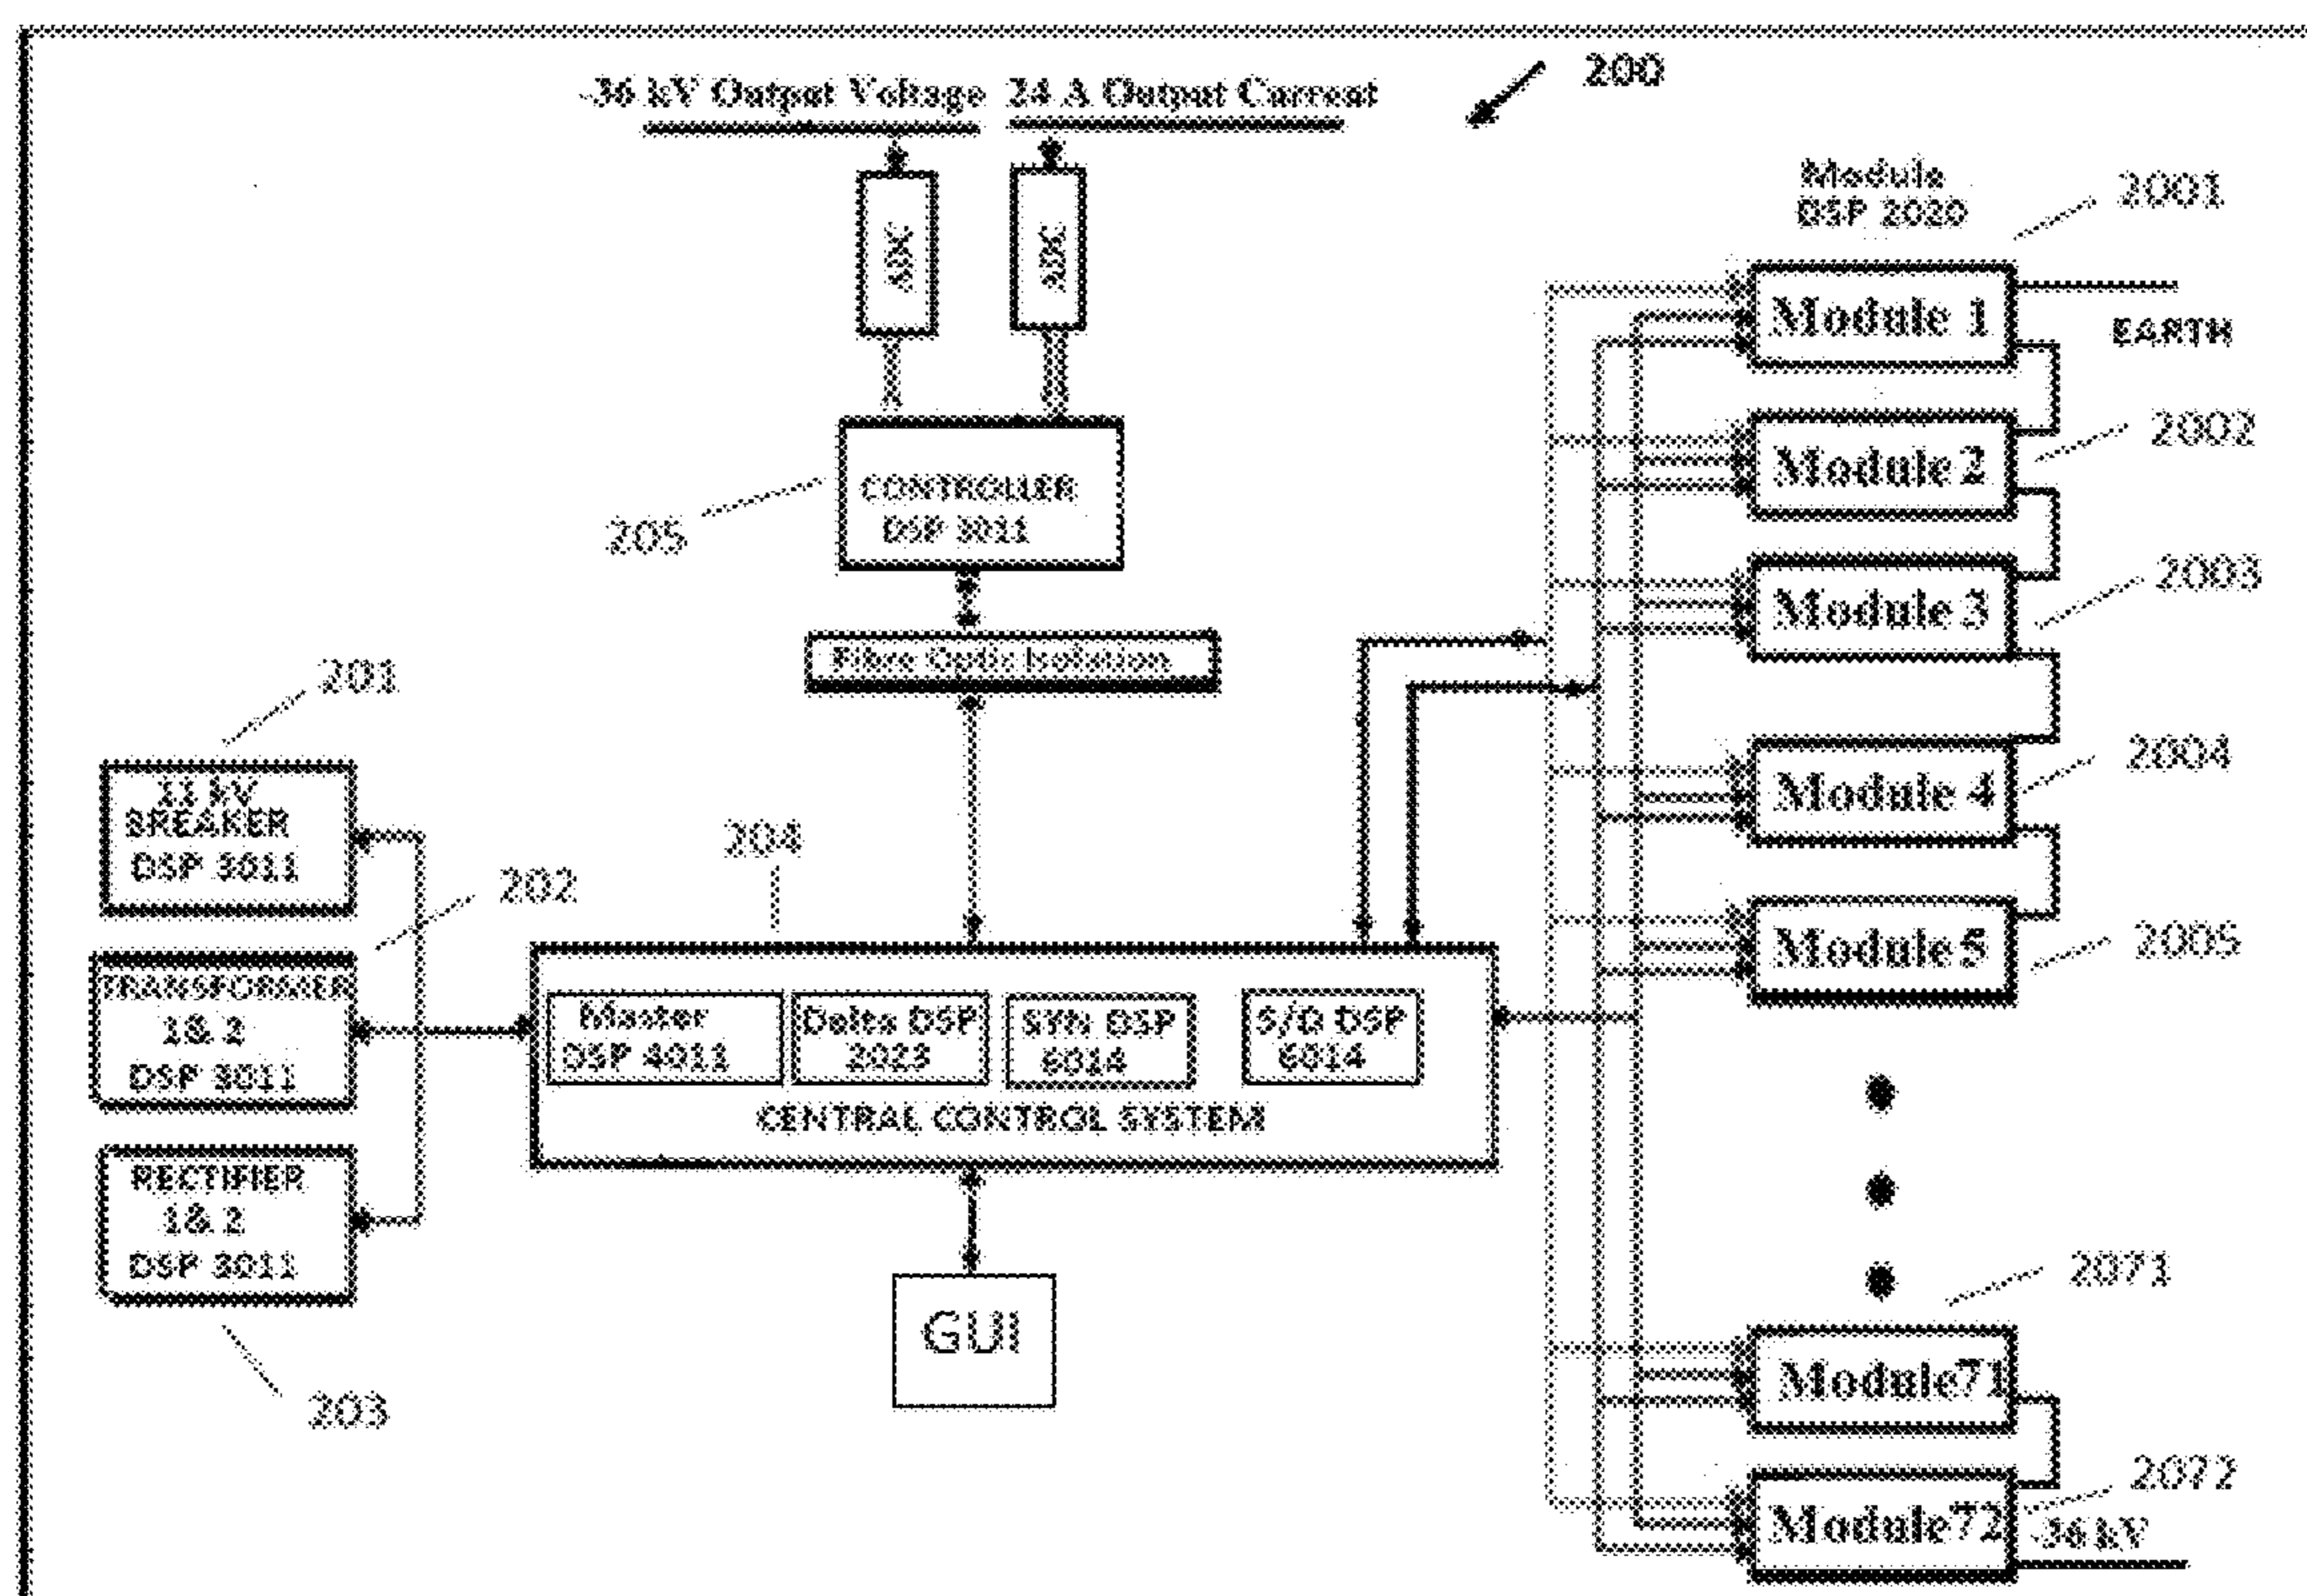 -36 kV Output Voltage 24 A Output Current
200
Module
DSP 2020
2001
ADC
ADC
Module 1
EARTH
CONTROLLER
DSP 3011
205
Module 2
2002
Fibre Optic Isolation
Module 3
2003
201
11 kV
BREAKER
DSP 3011
202
204
Module 4
2004
Module 5
2005
TRANSFORMER
1& 2
DSP 3011
Master
DSP 4011
Delta DSP
2023
SYN DSP
6014
S/D DSP
6014
CENTRAL CONTROL SYSTEM
RECTIFIER
1& 2
DSP 3011
203
GUI
2071
Module71
2072
Module72
-36 kV